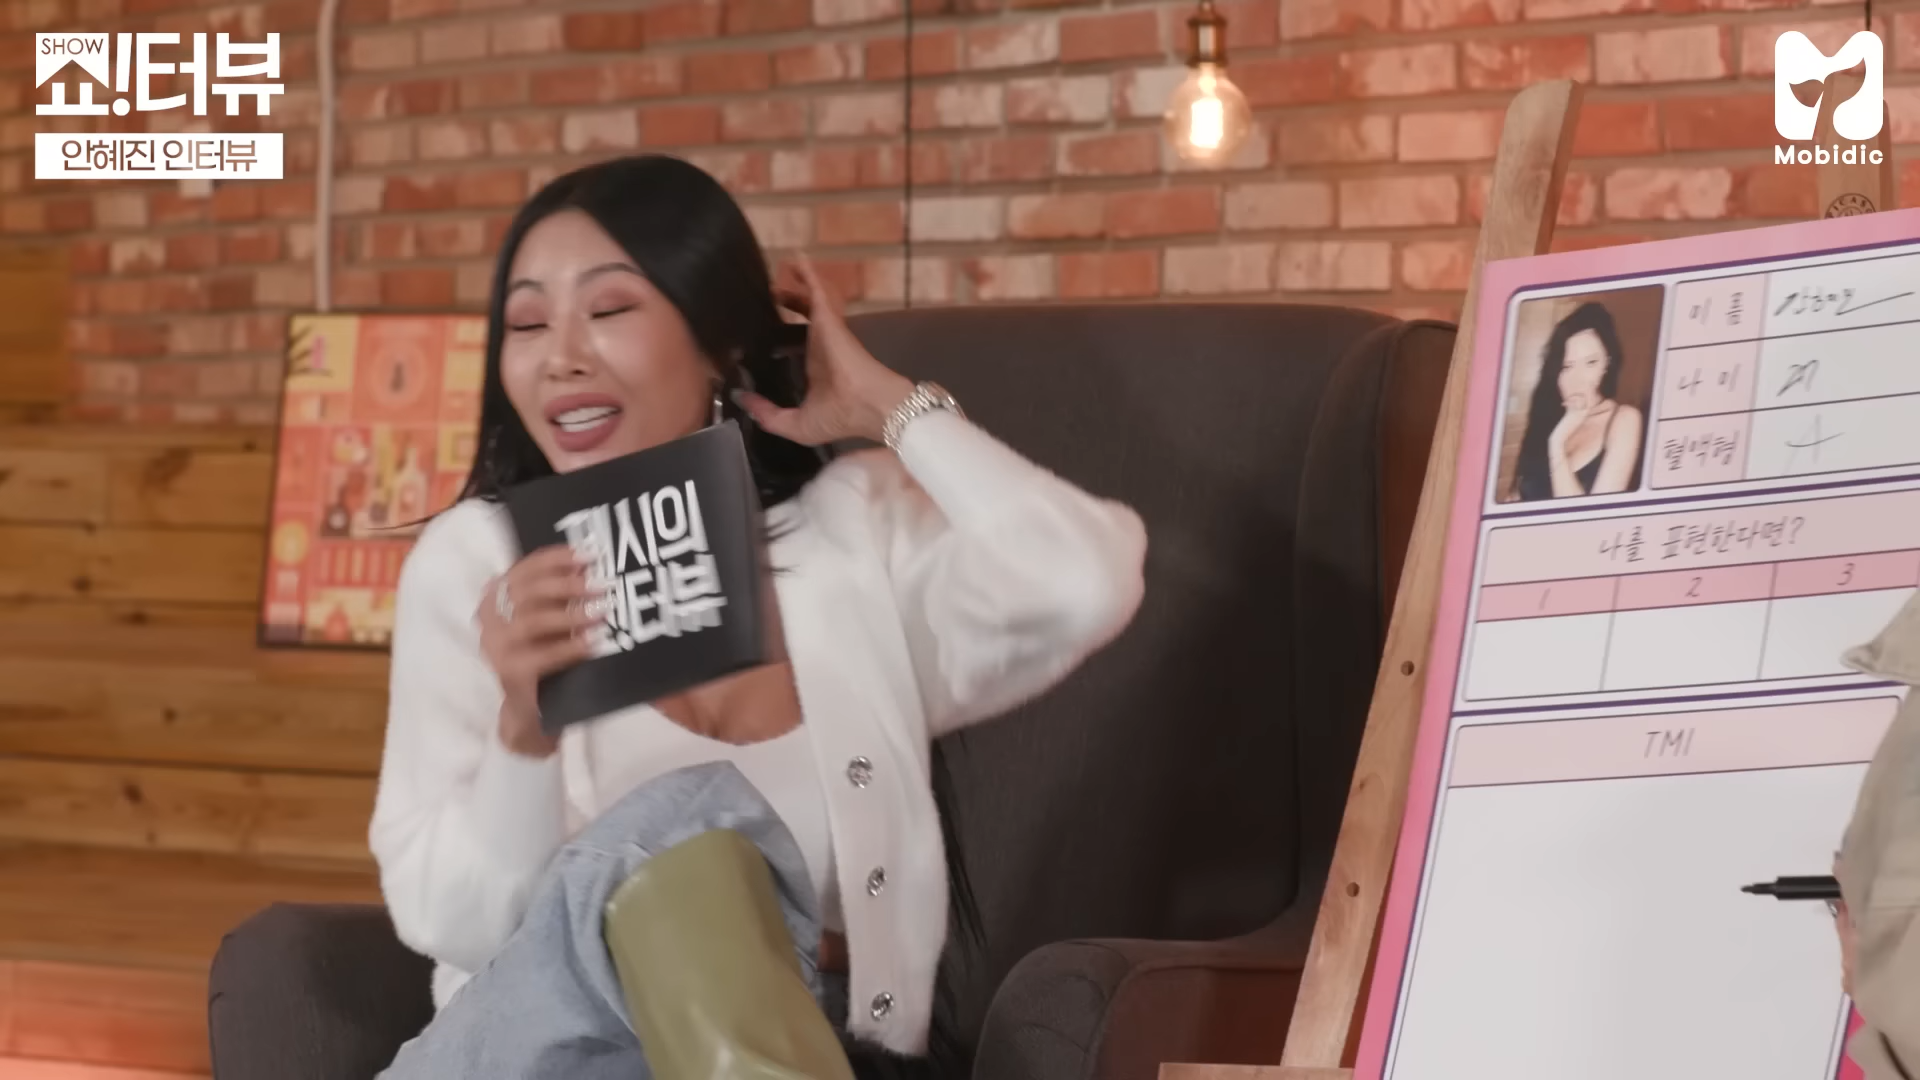 SHOW
쇼!터뷰
안혜진 인터뷰
Mobidic
제시의
쇼!터뷰
이름
나이 27
혈액형 A
나를 표현한다면?
1 2 3
TMI